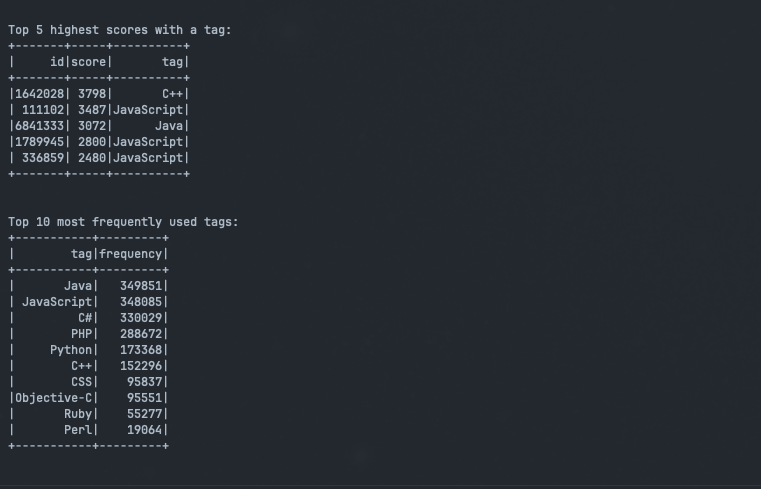 Top 5 highest scores with a tag:
+-------+-----+----------+
|     id|score|       tag|
+-------+-----+----------+
|1642028| 3798|       C++|
| 111102| 3487|JavaScript|
|6841333| 3072|      Java|
|1789945| 2800|JavaScript|
| 336859| 2480|JavaScript|
+-------+-----+----------+
Top 10 most frequently used tags:
+-----------+---------+
|        tag|frequency|
+-----------+---------+
|       Java|   349851|
| JavaScript|   348085|
|         C#|   330029|
|        PHP|   288672|
|     Python|   173368|
|        C++|   152296|
|        CSS|    95837|
|Objective-C|    95551|
|       Ruby|    55277|
|       Perl|    19064|
+-----------+---------+